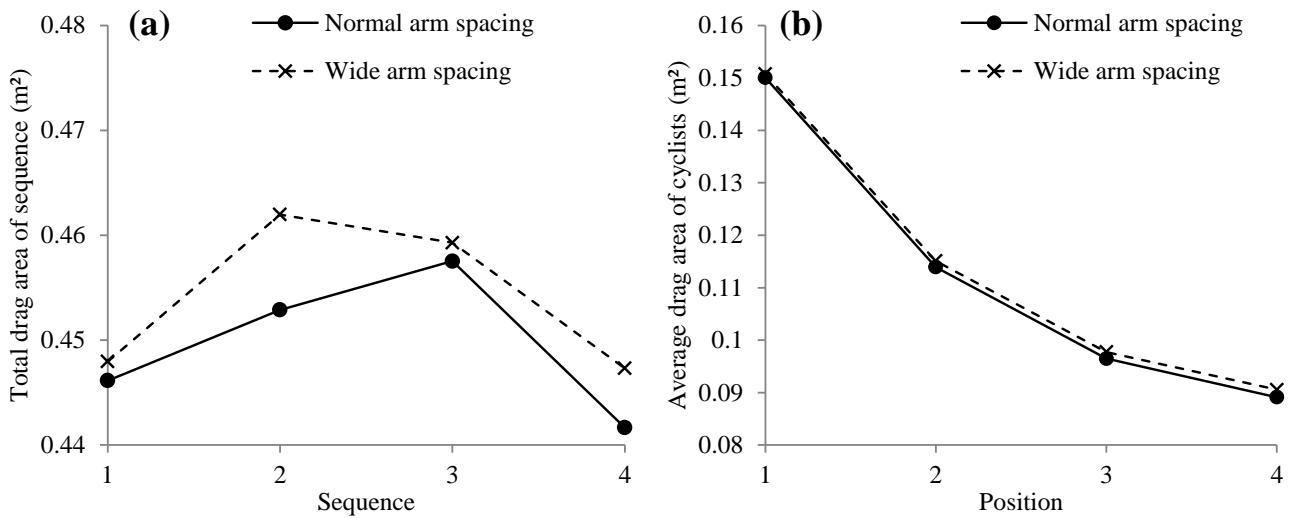 (a)
Normal arm spacing
Wide arm spacing
Total drag area of sequence (m²)
0.48
0.47
0.46
0.45
0.44
1 2 3 4
Sequence
(b)
Normal arm spacing
Wide arm spacing
Average drag area of cyclists (m²)
0.16
0.15
0.14
0.13
0.12
0.11
0.1
0.09
0.08
1 2 3 4
Position